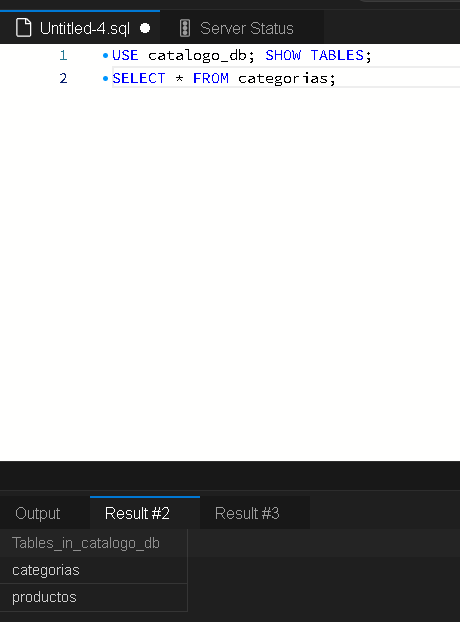 Untitled-4.sql
Server Status
1 USE catalogo_db; SHOW TABLES;
2 SELECT * FROM categorias;
Output
Result #2
Result #3
Tables_in_catalogo_db
categorias
productos